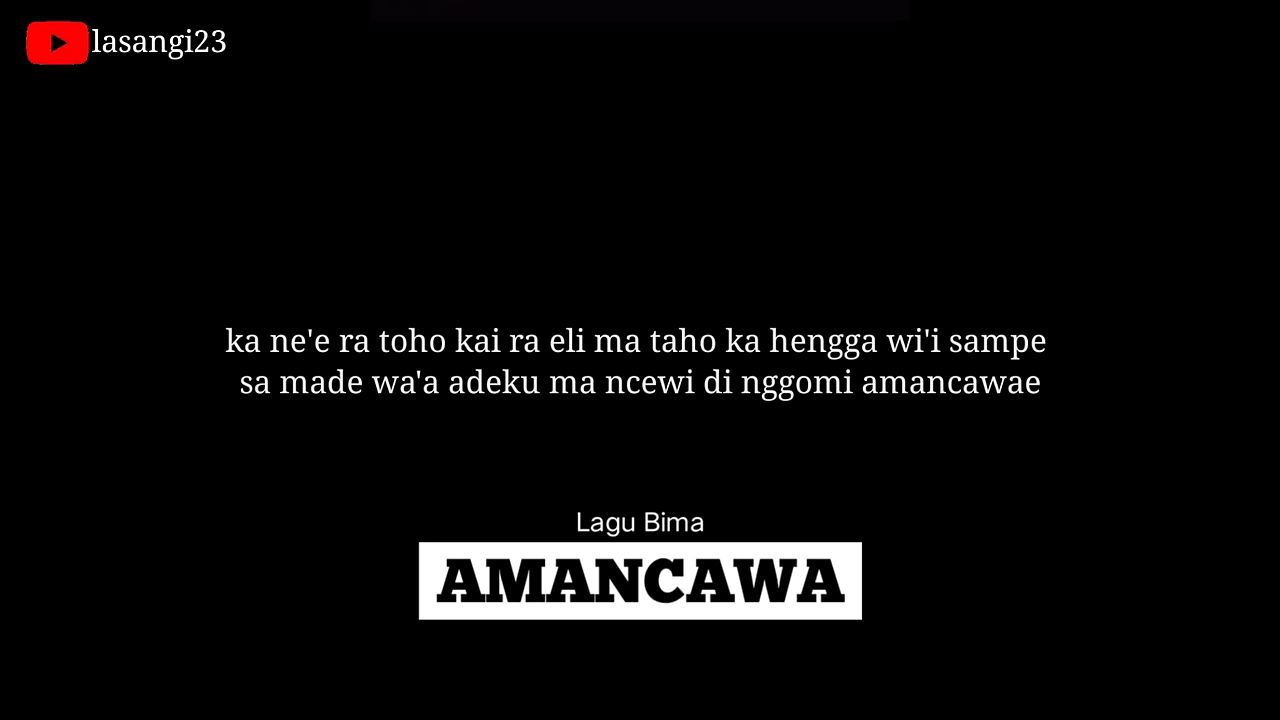 lasangi23
ka ne'e ra toho kai ra eli ma taho ka hengga wi'i sampe
sa made wa'a adeku ma ncewi di nggomi amancawae
Lagu Bima
AMANCAWA